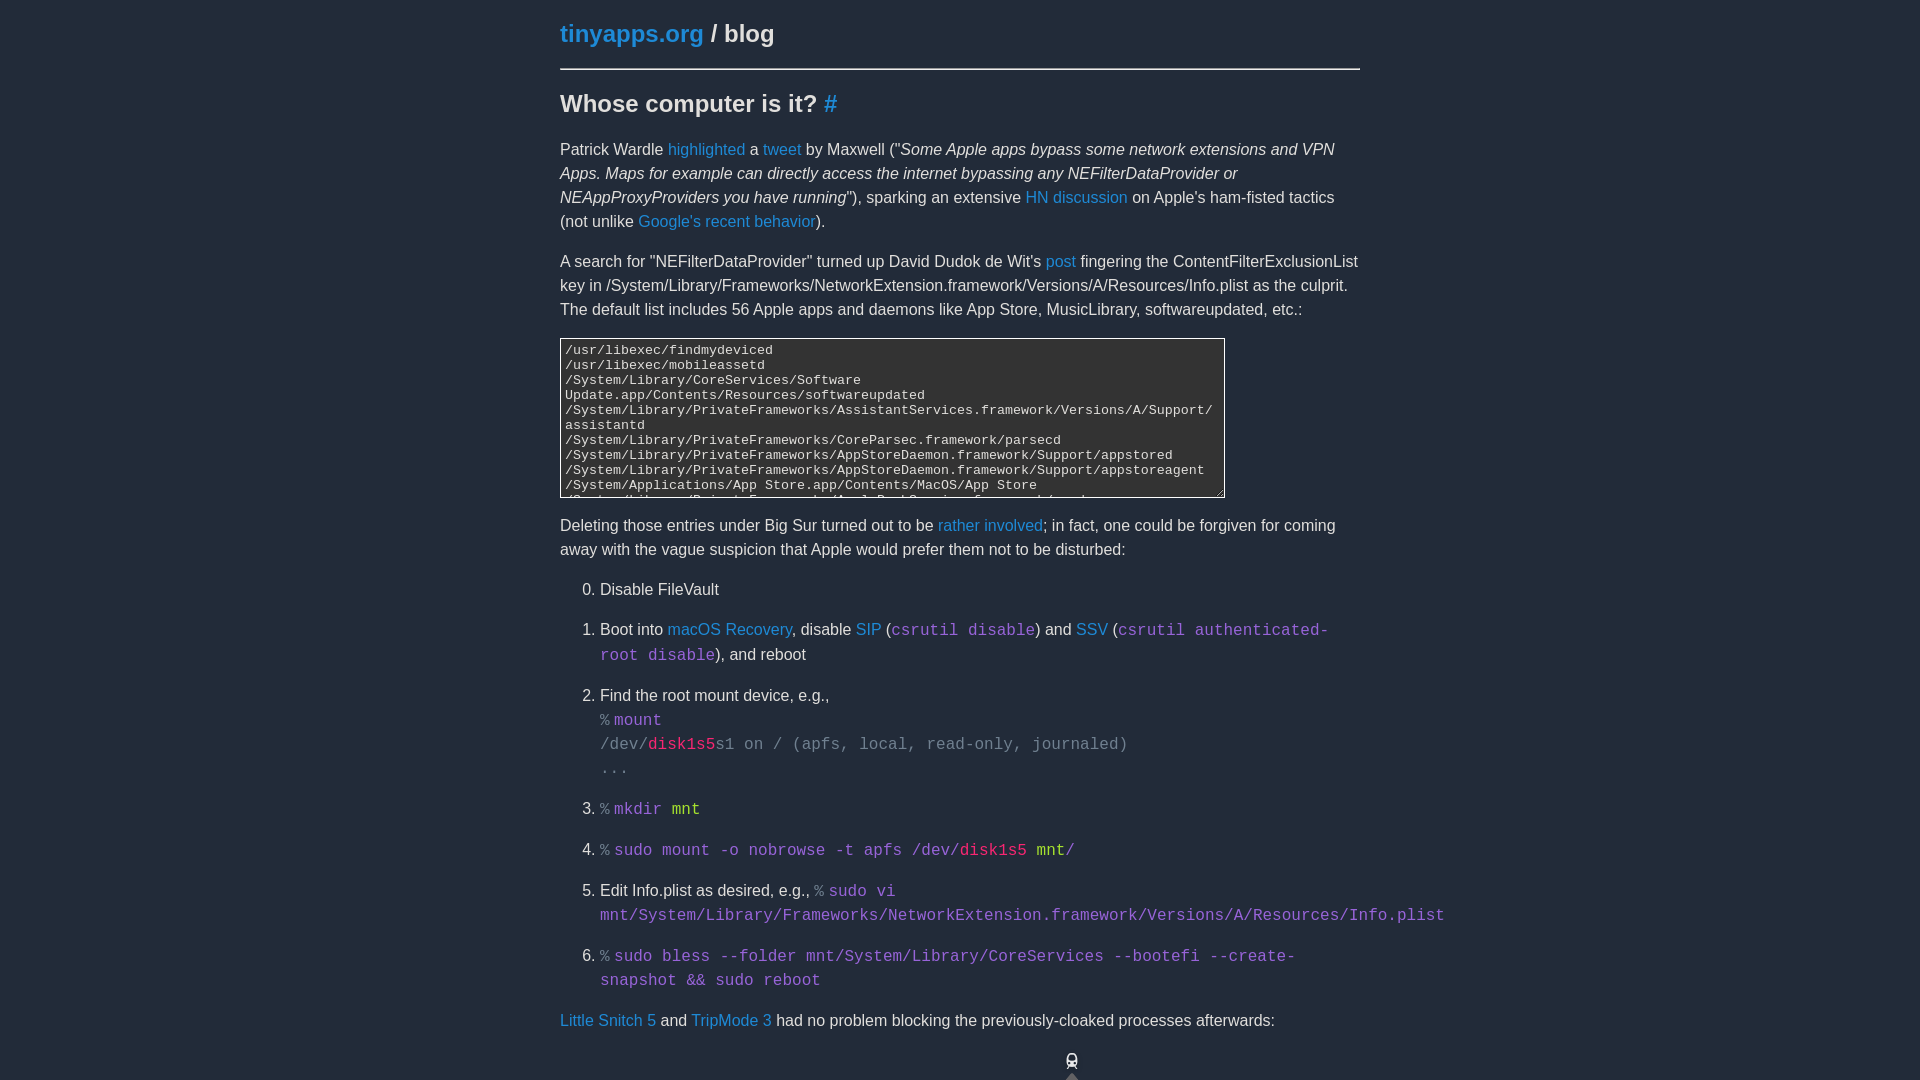 tinyapps.org / blog
Whose computer is it? #
Patrick Wardle highlighted a tweet by Maxwell ("Some Apple apps bypass some network extensions and VPN
Apps. Maps for example can directly access the internet bypassing any NEFilterDataProvider or
NEAppProxyProviders you have running"), sparking an extensive HN discussion on Apple's ham-fisted tactics
(not unlike Google's recent behavior).
A search for "NEFilterDataProvider" turned up David Dudok de Wit's post fingering the ContentFilterExclusionList
key in /System/Library/Frameworks/NetworkExtension.framework/Versions/A/Resources/Info.plist as the culprit.
The default list includes 56 Apple apps and daemons like App Store, MusicLibrary, softwareupdated, etc.:
/usr/libexec/findmydeviced
/usr/libexec/mobileassetd
/System/Library/CoreServices/Software
Update.app/Contents/Resources/softwareupdated
/System/Library/PrivateFrameworks/AssistantServices.framework/Versions/A/Support/
assistantd
/System/Library/PrivateFrameworks/CoreParsec.framework/parsecd
/System/Library/PrivateFrameworks/AppStoreDaemon.framework/Support/appstored
/System/Library/PrivateFrameworks/AppStoreDaemon.framework/Support/appstoreagent
/System/Applications/App Store.app/Contents/MacOS/App Store
Deleting those entries under Big Sur turned out to be rather involved; in fact, one could be forgiven for coming
away with the vague suspicion that Apple would prefer them not to be disturbed:
0. Disable FileVault
1. Boot into macOS Recovery, disable SIP (csrutil disable) and SSV (csrutil authenticated-
root disable), and reboot
2. Find the root mount device, e.g.,
% mount
/dev/disk1s5s1 on / (apfs, local, read-only, journaled)
...
3. % mkdir mnt
4. % sudo mount -o nobrowse -t apfs /dev/disk1s5 mnt/
5. Edit Info.plist as desired, e.g., % sudo vi
mnt/System/Library/Frameworks/NetworkExtension.framework/Versions/A/Resources/Info.plist
6. % sudo bless --folder mnt/System/Library/CoreServices --bootefi --create-
snapshot && sudo reboot
Little Snitch 5 and TripMode 3 had no problem blocking the previously-cloaked processes afterwards: